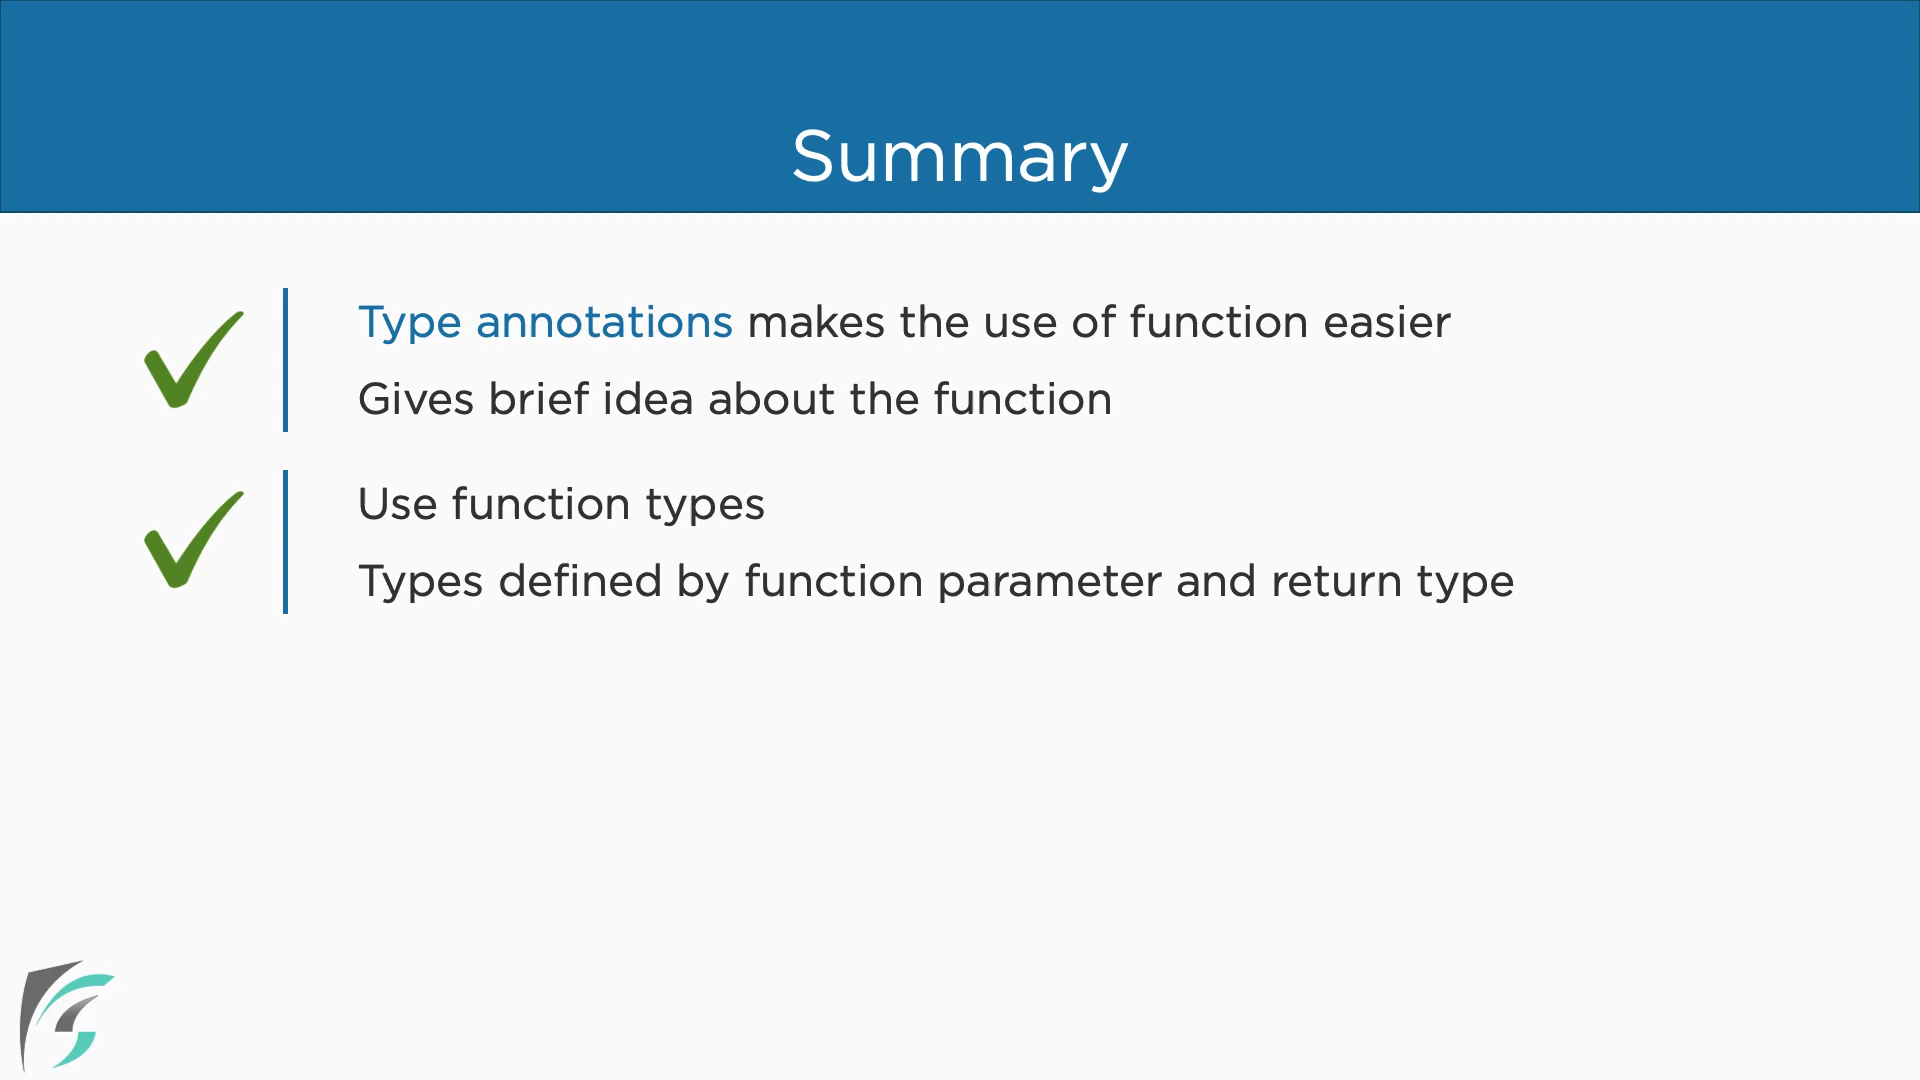 Summary
Type annotations makes the use of function easier
Gives brief idea about the function
Use function types
Types defined by function parameter and return type